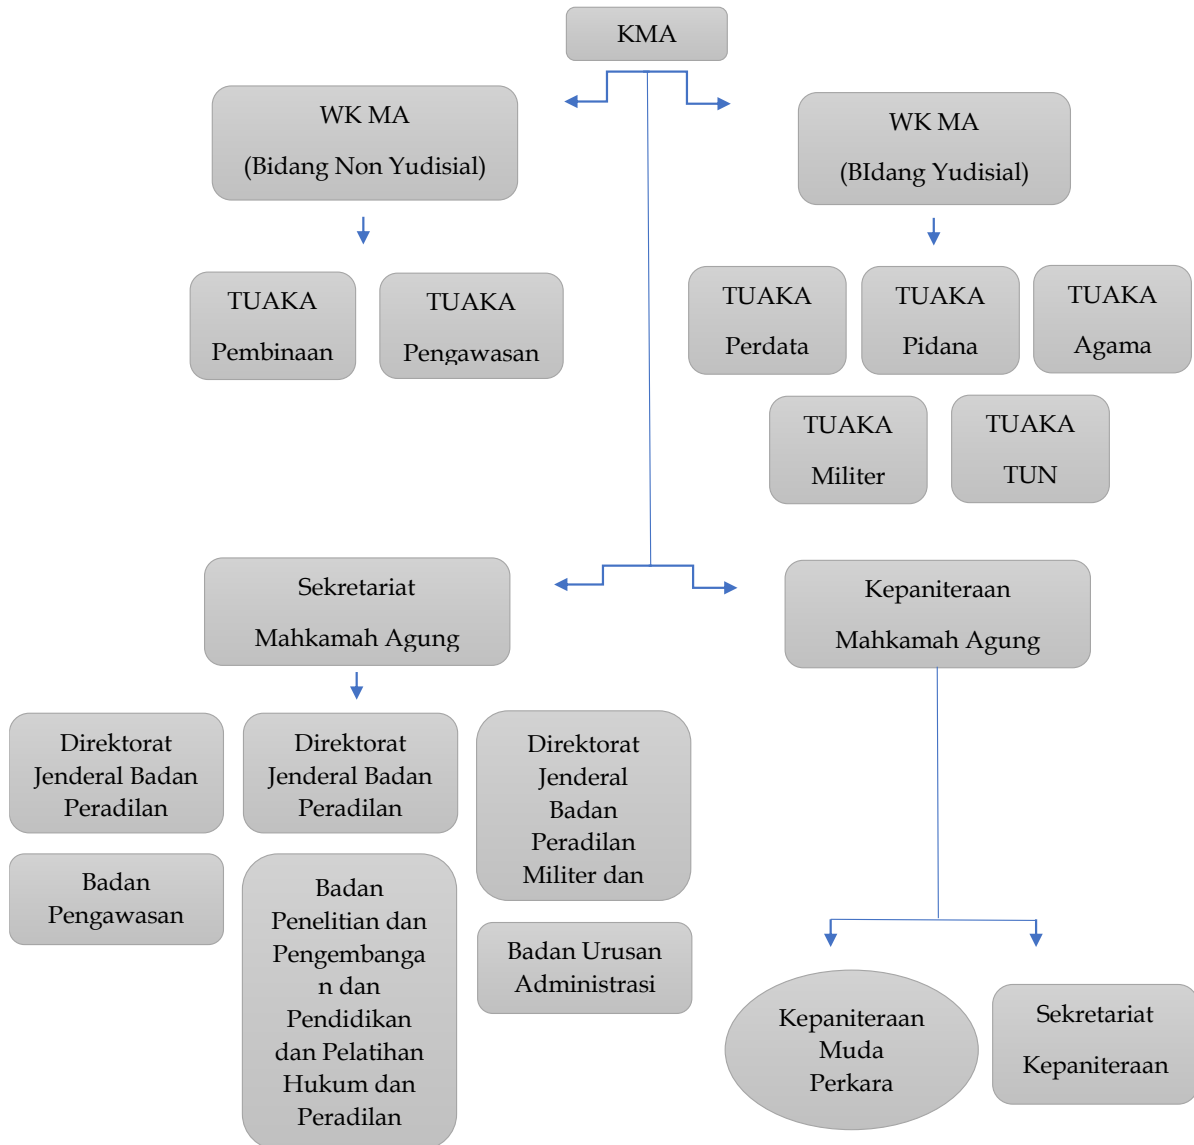 KMA
WK MA
(Bidang Non Yudisial)
WK MA
(BIdang Yudisial)
TUAKA
Pembinaan
TUAKA
Pengawasan
TUAKA
Perdata
TUAKA
Pidana
TUAKA
Agama
TUAKA
Militer
TUAKA
TUN
Sekretariat
Mahkamah Agung
Kepaniteraan
Mahkamah Agung
Direktorat
Jenderal Badan
Peradilan
Direktorat
Jenderal Badan
Peradilan
Direktorat
Jenderal
Badan
Peradilan
Militer dan
Badan
Pengawasan
Badan
Penelitian dan
Pengembanga
n dan
Pendidikan
dan Pelatihan
Hukum dan
Peradilan
Badan Urusan
Administrasi
Kepaniteraan
Muda
Perkara
Sekretariat
Kepaniteraan